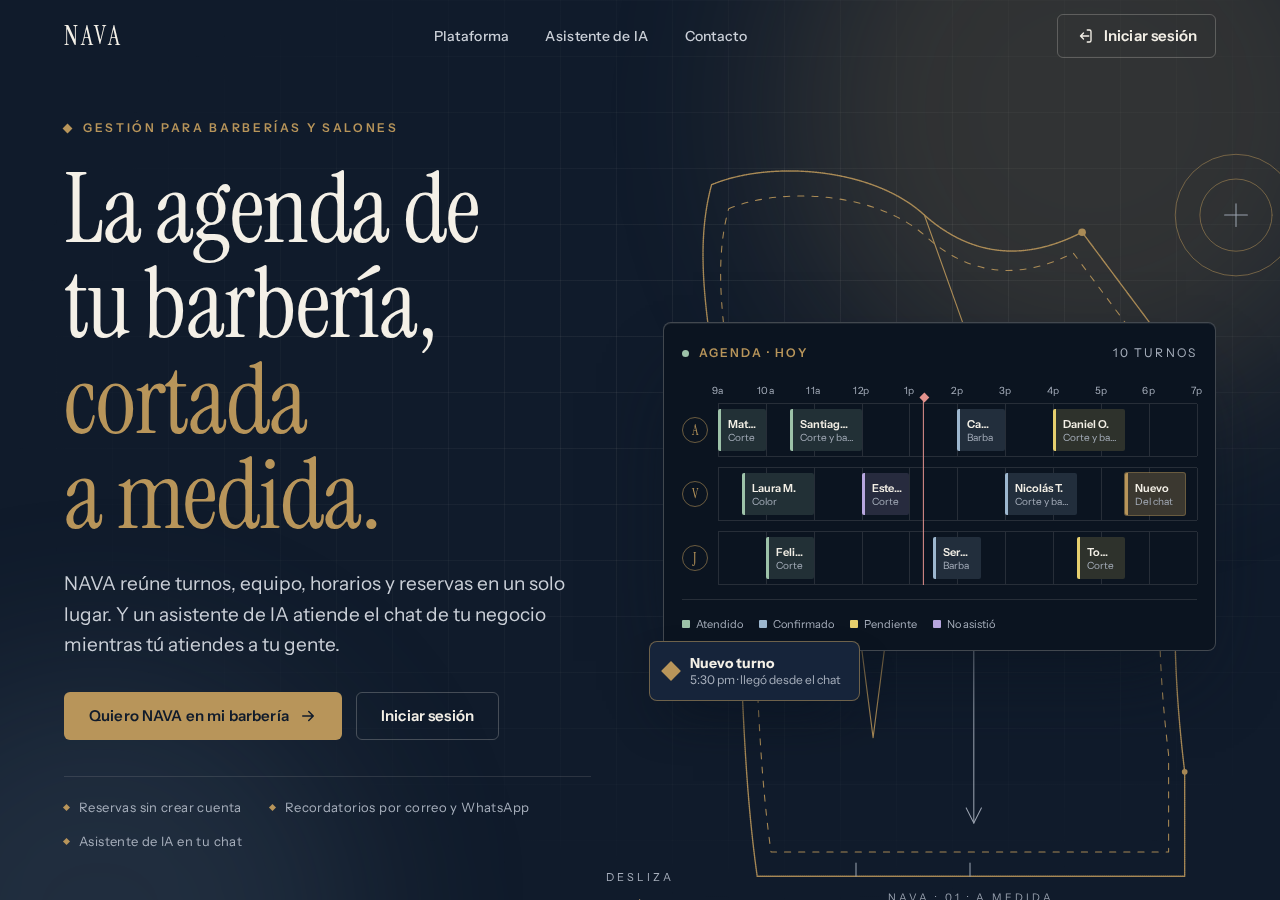 NAVA
Plataforma
Asistente de IA
Contacto
Iniciar sesión
GESTIÓN PARA BARBERÍAS Y SALONES
La agenda de
tu barbería,
cortada
a medida.
NAVA reúne turnos, equipo, horarios y reservas en un solo
lugar. Y un asistente de IA atiende el chat de tu negocio
mientras tú atiendes a tu gente.
Quiero NAVA en mi barbería
Iniciar sesión
Reservas sin crear cuenta
Recordatorios por correo y WhatsApp
Asistente de IA en tu chat
AGENDA · HOY
10 TURNOS
9a 10a 11a 12p 1p 2p 3p 4p 5p 6p 7p
A
Mat...
Corte
Santiag...
Corte y ba...
Ca...
Barba
Daniel O.
Corte y ba...
V
Laura M.
Color
Este...
Corte
Nicolás T.
Corte y ba...
Nuevo
Del chat
J
Feli...
Corte
Ser...
Barba
To...
Corte
Atendido
Confirmado
Pendiente
No asistió
Nuevo turno
5:30 pm · llegó desde el chat
DESLIZA
NAVA · 01 · A MEDIDA